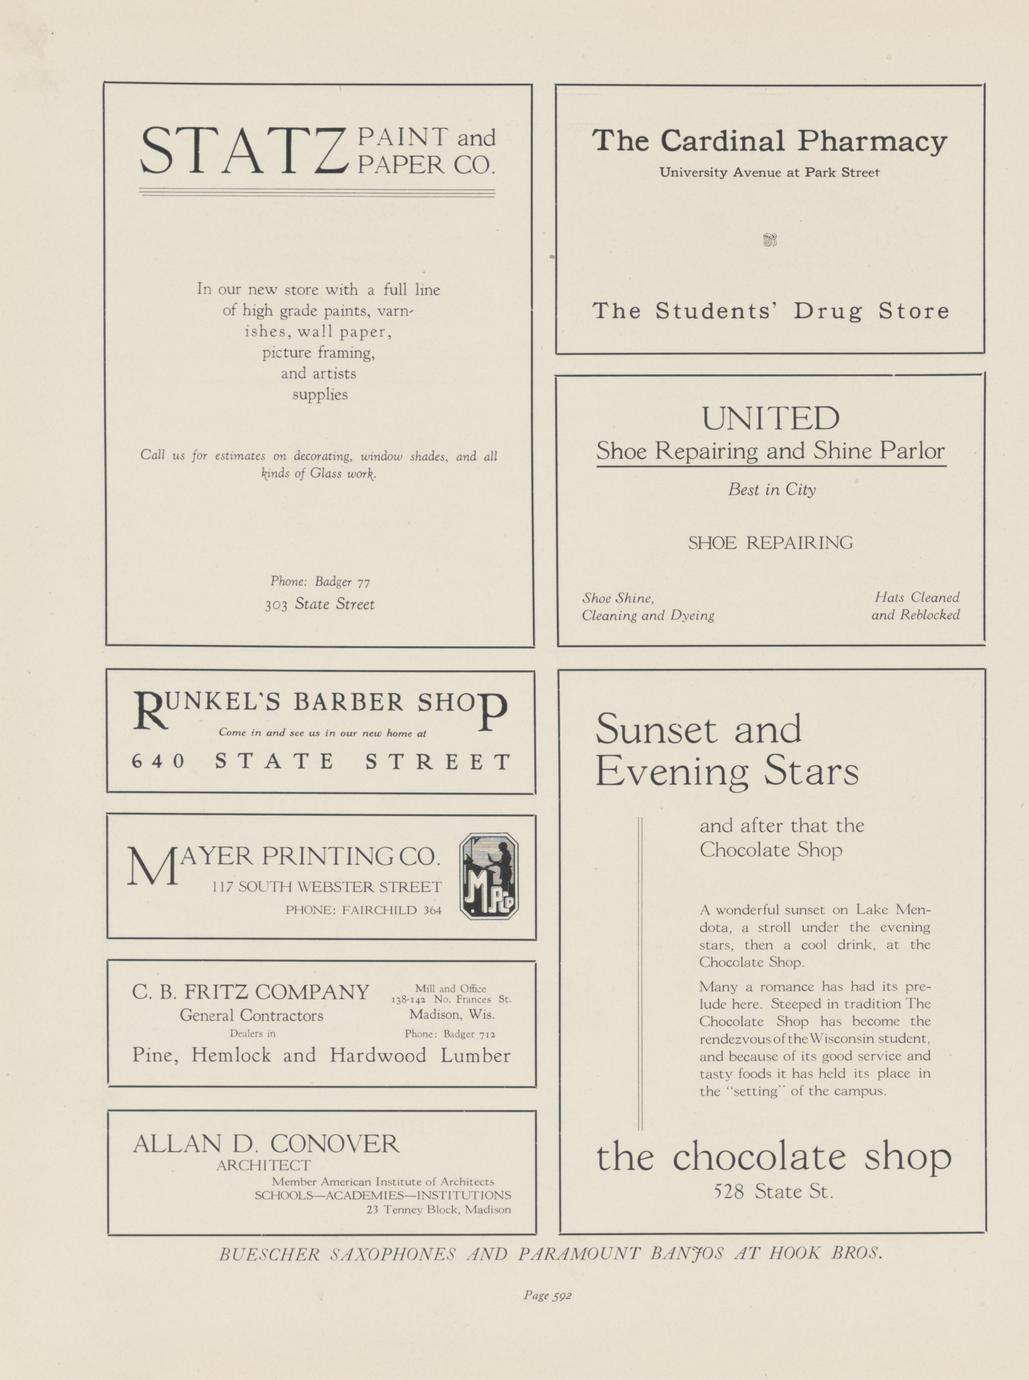 STATZ PAINT and
PAPER CO.
In our new store with a full line
of high grade paints, varn-
ishes, wall paper,
picture framing,
and artists
supplies
Call us for estimates on decorating, window shades, and all
kinds of Glass work.
Phone: Badger 77
303 State Street
The Cardinal Pharmacy
University Avenue at Park Street
The Students' Drug Store
UNITED
Shoe Repairing and Shine Parlor
Best in City
SHOE REPAIRING
Shoe Shine,
Cleaning and Dyeing
Hats Cleaned
and Reblocked
RUNKEL'S BARBER SHOP
Come in and see us in our new home at
640 STATE STREET
MAYER PRINTING CO.
117 SOUTH WEBSTER STREET
PHONE: FAIRCHILD 364
MPCo
C. B. FRITZ COMPANY
General Contractors
Dealers in
Mill and Office
138-142 No. Frances St.
Madison, Wis.
Phone: Badger 712
Pine, Hemlock and Hardwood Lumber
ALLAN D. CONOVER
ARCHITECT
Member American Institute of Architects
SCHOOLS—ACADEMIES—INSTITUTIONS
23 Tenney Block, Madison
Sunset and
Evening Stars
and after that the
Chocolate Shop
A wonderful sunset on Lake Men-
dota, a stroll under the evening
stars, then a cool drink, at the
Chocolate Shop.
Many a romance has had its pre-
lude here. Steeped in tradition The
Chocolate Shop has become the
rendezvous of the Wisconsin student,
and because of its good service and
tasty foods it has held its place in
the "setting" of the campus.
the chocolate shop
528 State St.
BUESCHER SAXOPHONES AND PARAMOUNT BANJOS AT HOOK BROS.
Page 592